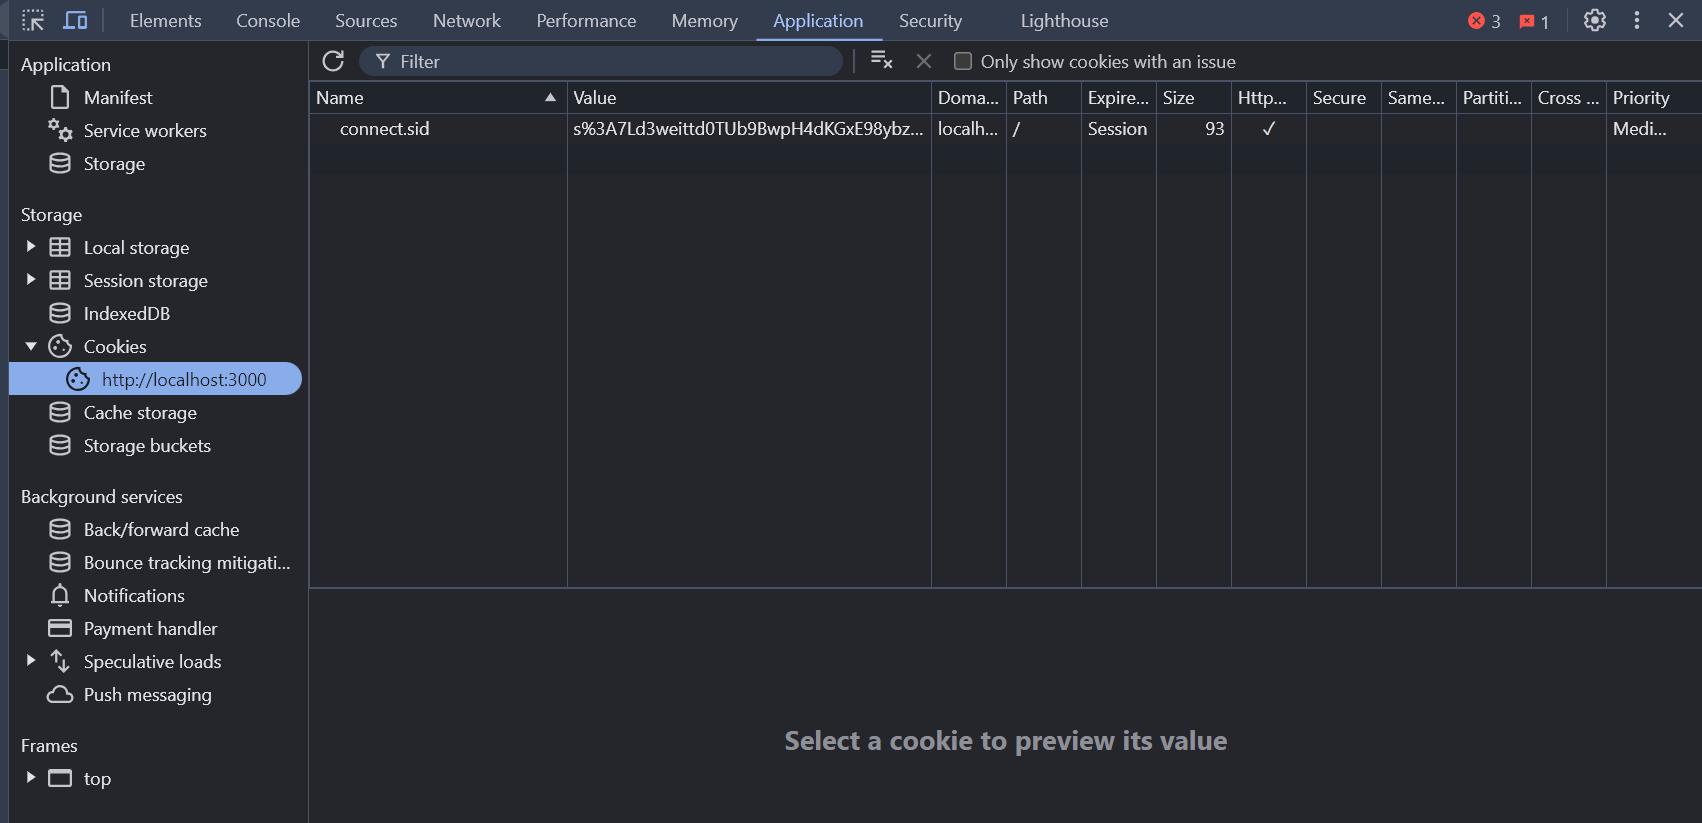 Elements Console Sources Network Performance Memory Application Security Lighthouse 3 1
Application
Manifest
Service workers
Storage
Storage
Local storage
Session storage
IndexedDB
Cookies
http://localhost:3000
Cache storage
Storage buckets
Background services
Back/forward cache
Bounce tracking mitigati...
Notifications
Payment handler
Speculative loads
Push messaging
Frames
top
Filter Only show cookies with an issue
Name Value Doma... Path Expire... Size Http... Secure Same... Partiti... Cross ... Priority
connect.sid s%3A7Ld3weittd0TUb9BwpH4dKGxE98ybz... localh... / Session 93 ✓ Medi...
Select a cookie to preview its value